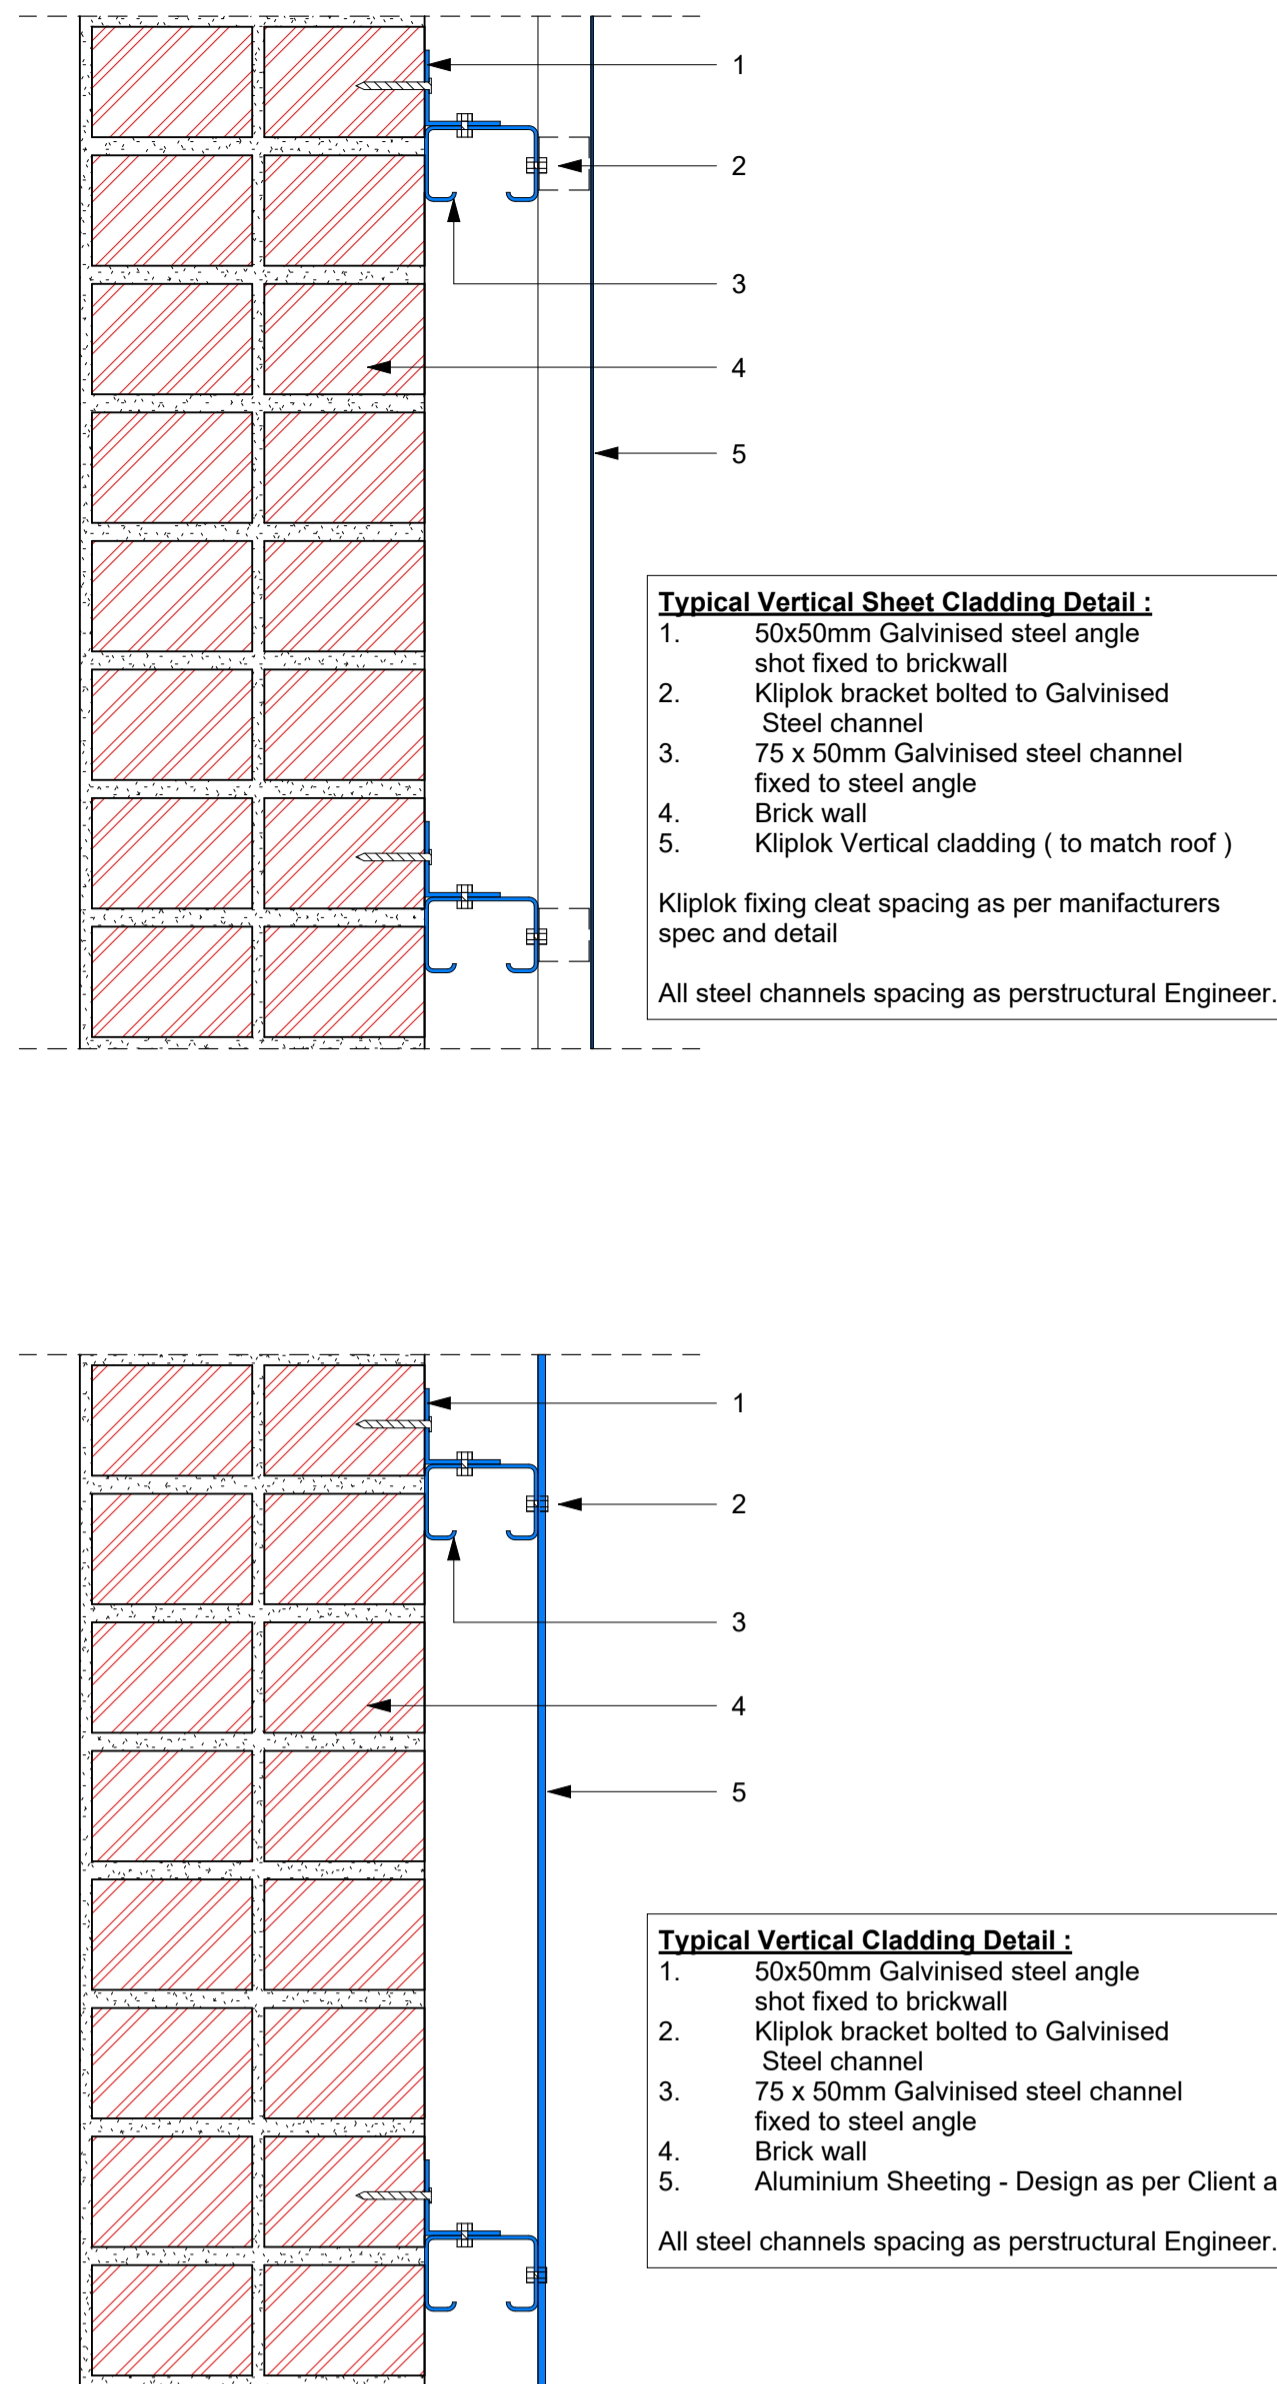 1
2
3
4
5
Typical Vertical Sheet Cladding Detail :
1. 50x50mm Galvinised steel angle
shot fixed to brickwall
2. Kliplok bracket bolted to Galvinised
Steel channel
3. 75 x 50mm Galvinised steel channel
fixed to steel angle
4. Brick wall
5. Kliplok Vertical cladding ( to match roof )
Kliplok fixing cleat spacing as per manifacturers
spec and detail
All steel channels spacing as perstructural Engineer.
1
2
3
4
5
Typical Vertical Cladding Detail :
1. 50x50mm Galvinised steel angle
shot fixed to brickwall
2. Kliplok bracket bolted to Galvinised
Steel channel
3. 75 x 50mm Galvinised steel channel
fixed to steel angle
4. Brick wall
5. Aluminium Sheeting - Design as per Client a
All steel channels spacing as perstructural Engineer.